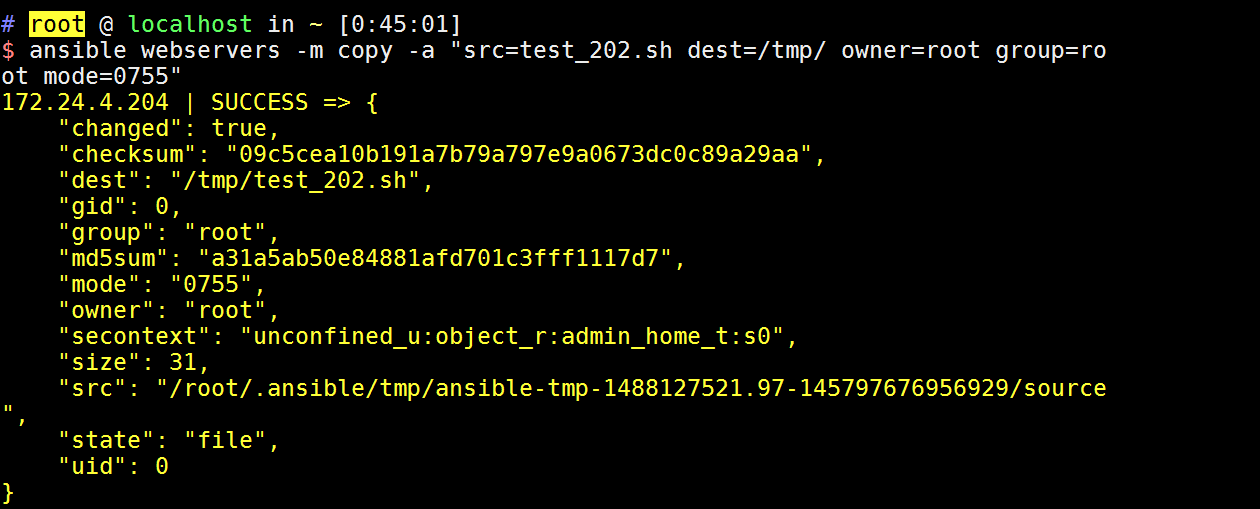 # root @ localhost in ~ [0:45:01]
$ ansible webservers -m copy -a "src=test_202.sh dest=/tmp/ owner=root group=ro
ot mode=0755"
172.24.4.204 | SUCCESS => {
    "changed": true,
    "checksum": "09c5cea10b191a7b79a797e9a0673dc0c89a29aa",
    "dest": "/tmp/test_202.sh",
    "gid": 0,
    "group": "root",
    "md5sum": "a31a5ab50e84881afd701c3fff1117d7",
    "mode": "0755",
    "owner": "root",
    "secontext": "unconfined_u:object_r:admin_home_t:s0",
    "size": 31,
    "src": "/root/.ansible/tmp/ansible-tmp-1488127521.97-145797676956929/source
",
    "state": "file",
    "uid": 0
}